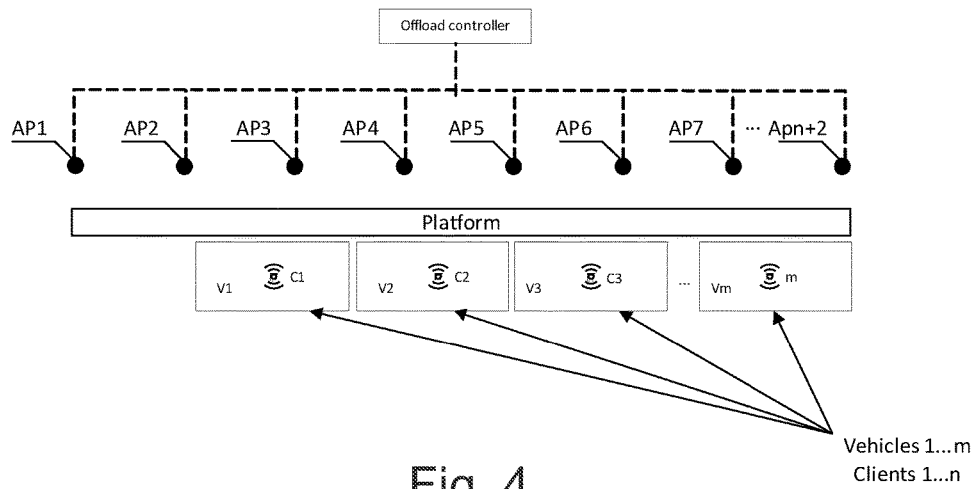 Offload controller
AP1 AP2 AP3 AP4 AP5 AP6 AP7 ... Apn+2
Platform
V1 C1 V2 C2 V3 C3 ... Vm m
Vehicles 1...m
Clients 1...n
Fig. 4